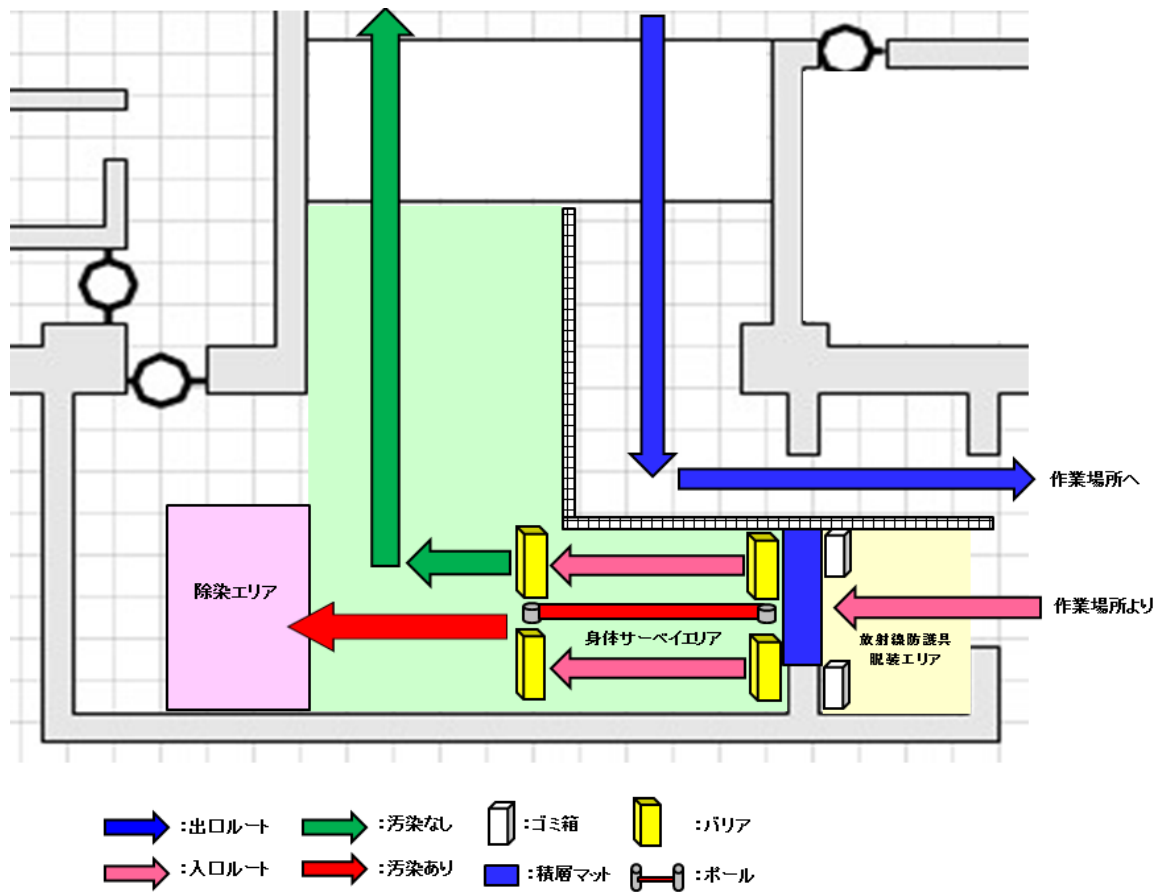 作業場所へ
除染エリア
作業場所より
身体サーベイエリア
放射線防護具
脱装エリア
:出口ルート
:汚染なし
:ゴミ箱
:バリア
:入口ルート
:汚染あり
:積層マット
:ポール